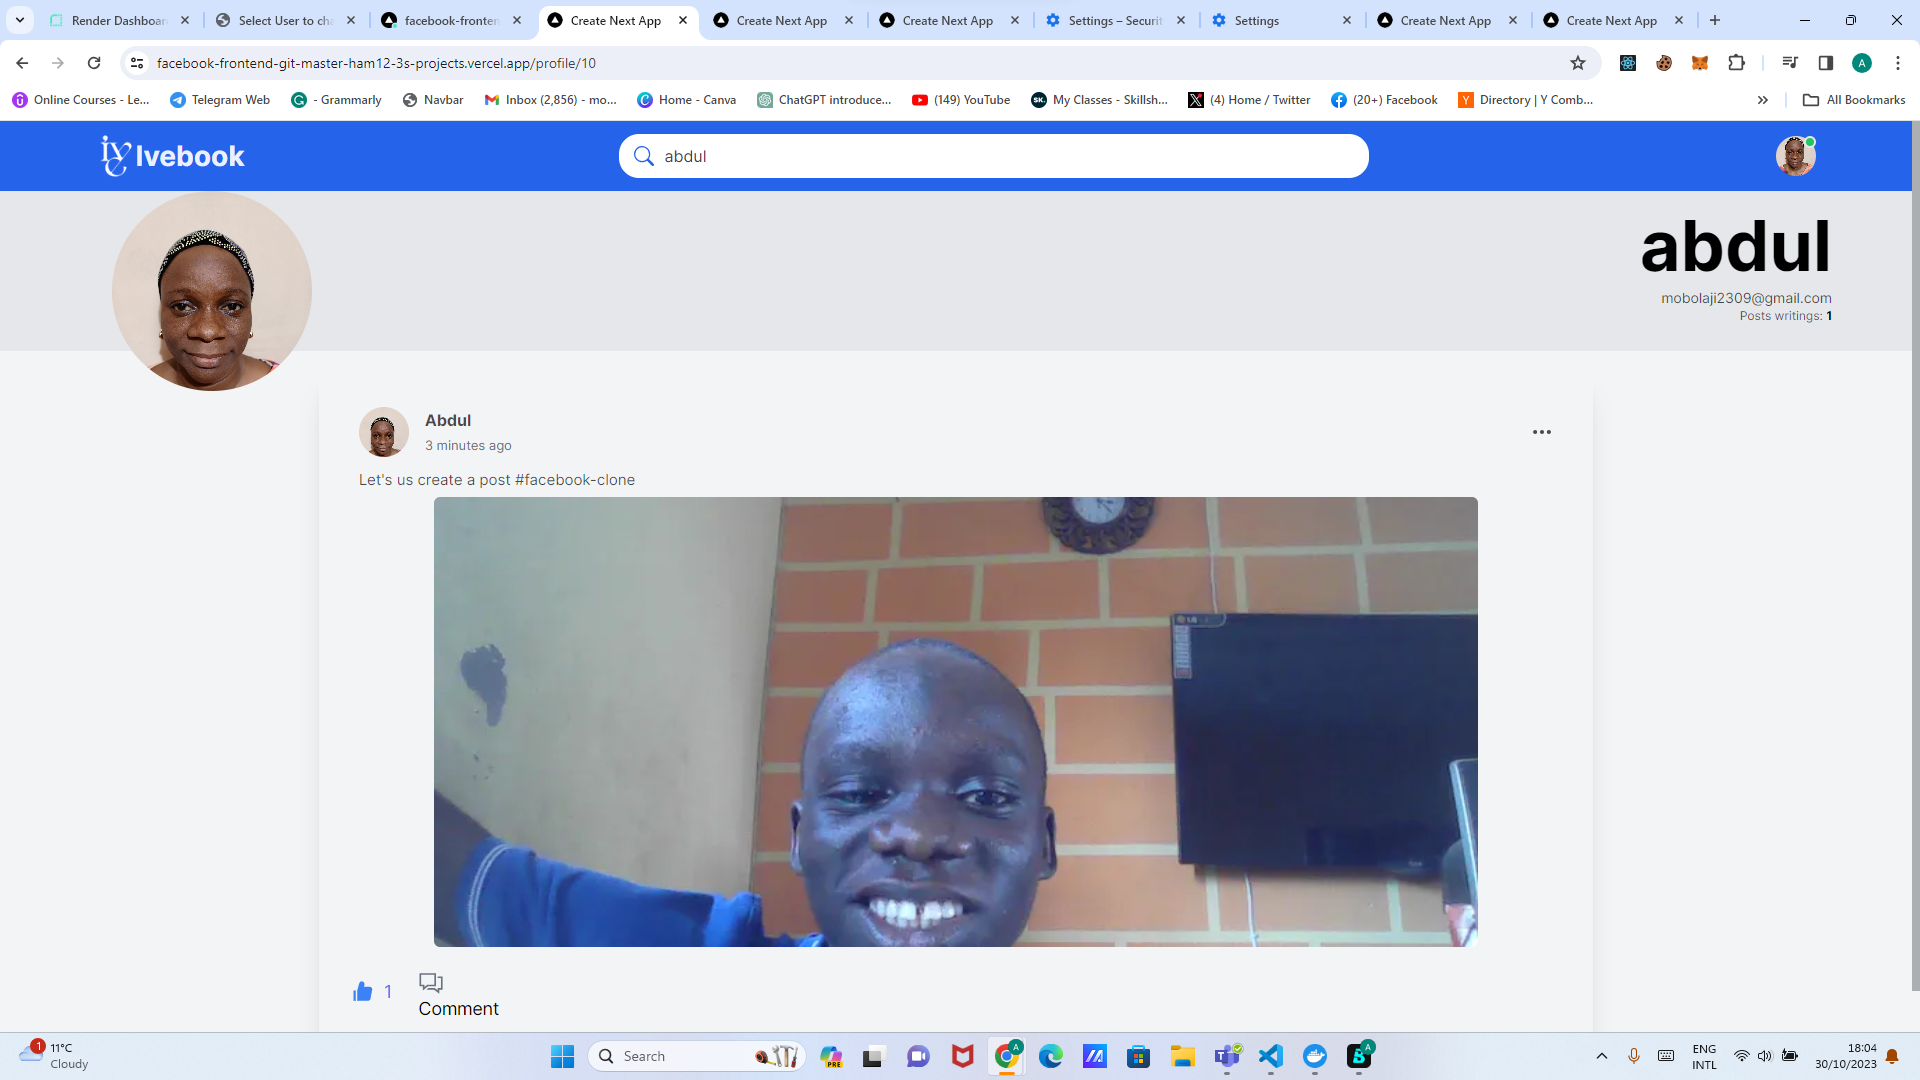 Render Dashboar
Select User to cha
facebook-fronten
Create Next App
Create Next App
Create Next App
Settings – Securit
Settings
Create Next App
Create Next App
facebook-frontend-git-master-ham12-3s-projects.vercel.app/profile/10
A
Online Courses - Le...
Telegram Web
- Grammarly
Navbar
Inbox (2,856) - mo...
Home - Canva
ChatGPT introduce...
(149) YouTube
My Classes - Skillsh...
(4) Home / Twitter
(20+) Facebook
Directory | Y Comb...
All Bookmarks
Ivebook
abdul
abdul
mobolaji2309@gmail.com
Posts writings: 1
Abdul
3 minutes ago
Let's us create a post #facebook-clone
1
Comment
1
11°C
Cloudy
Search
PRE
A
A
ENG
INTL
18:04
30/10/2023